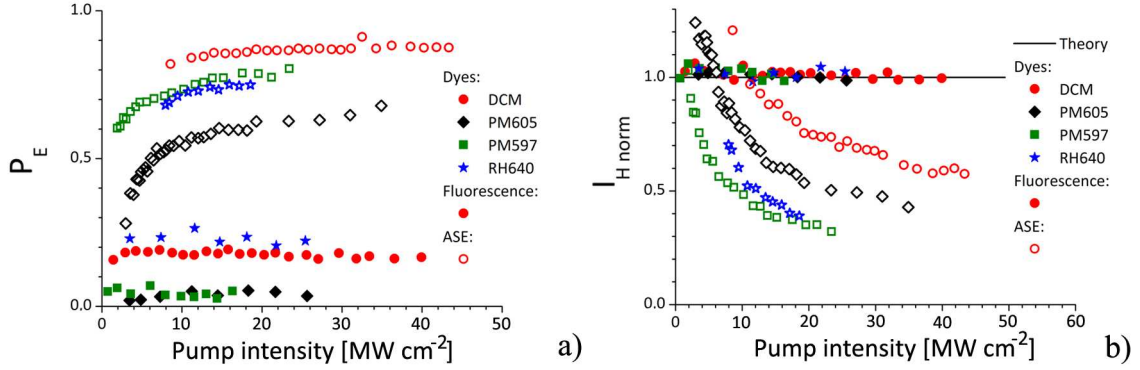 1.0
0.5
0.0
P_E
0 10 20 30 40 50
Pump intensity [MW cm⁻²]
Dyes:
DCM
PM605
PM597
RH640
Fluorescence:
ASE:
a)
1.0
0.5
0.0
I_H norm
0 10 20 30 40 50 60
Pump intensity [MW cm⁻²]
Theory
Dyes:
DCM
PM605
PM597
RH640
Fluorescence:
ASE:
b)